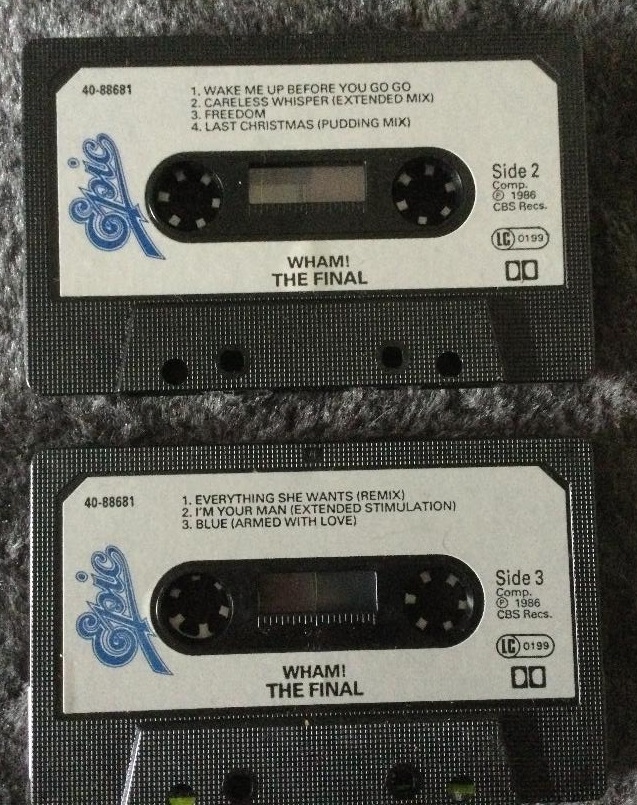 40-88681
1. WAKE ME UP BEFORE YOU GO GO
2. CARELESS WHISPER (EXTENDED MIX)
3. FREEDOM
4. LAST CHRISTMAS (PUDDING MIX)
Epic
Side 2
Comp.
℗ 1986
CBS Recs.
LC 0199
WHAM!
THE FINAL
40-88681
1. EVERYTHING SHE WANTS (REMIX)
2. I'M YOUR MAN (EXTENDED STIMULATION)
3. BLUE (ARMED WITH LOVE)
Epic
Side 3
Comp.
℗ 1986
CBS Recs.
LC 0199
WHAM!
THE FINAL